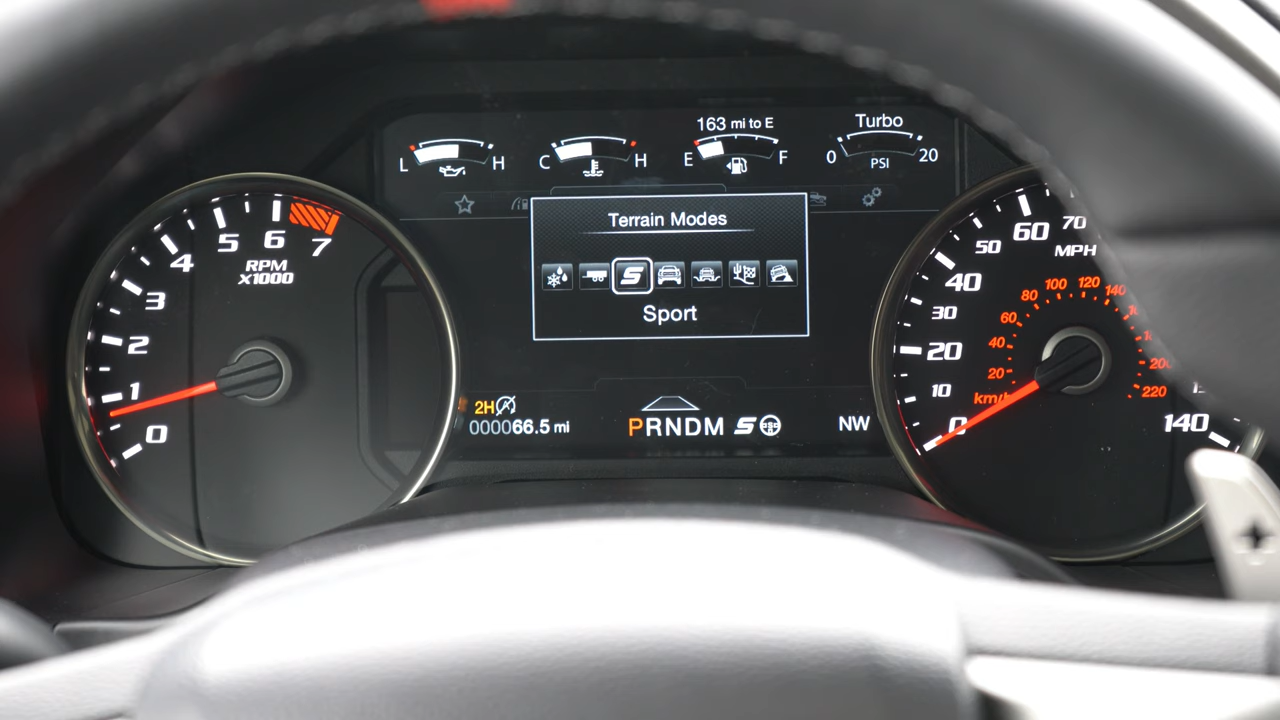 163 mi to E
Turbo
L H
C H
E F
0 20
PSI
Terrain Modes
S
Sport
0
1
2
3
4
5
6
7
RPM
X1000
0
10
20
30
40
50
60
70
MPH
140
20
40
60
80
100
120
140
200
220
km/h
2H
000066.5 mi
PRNDM S
NW